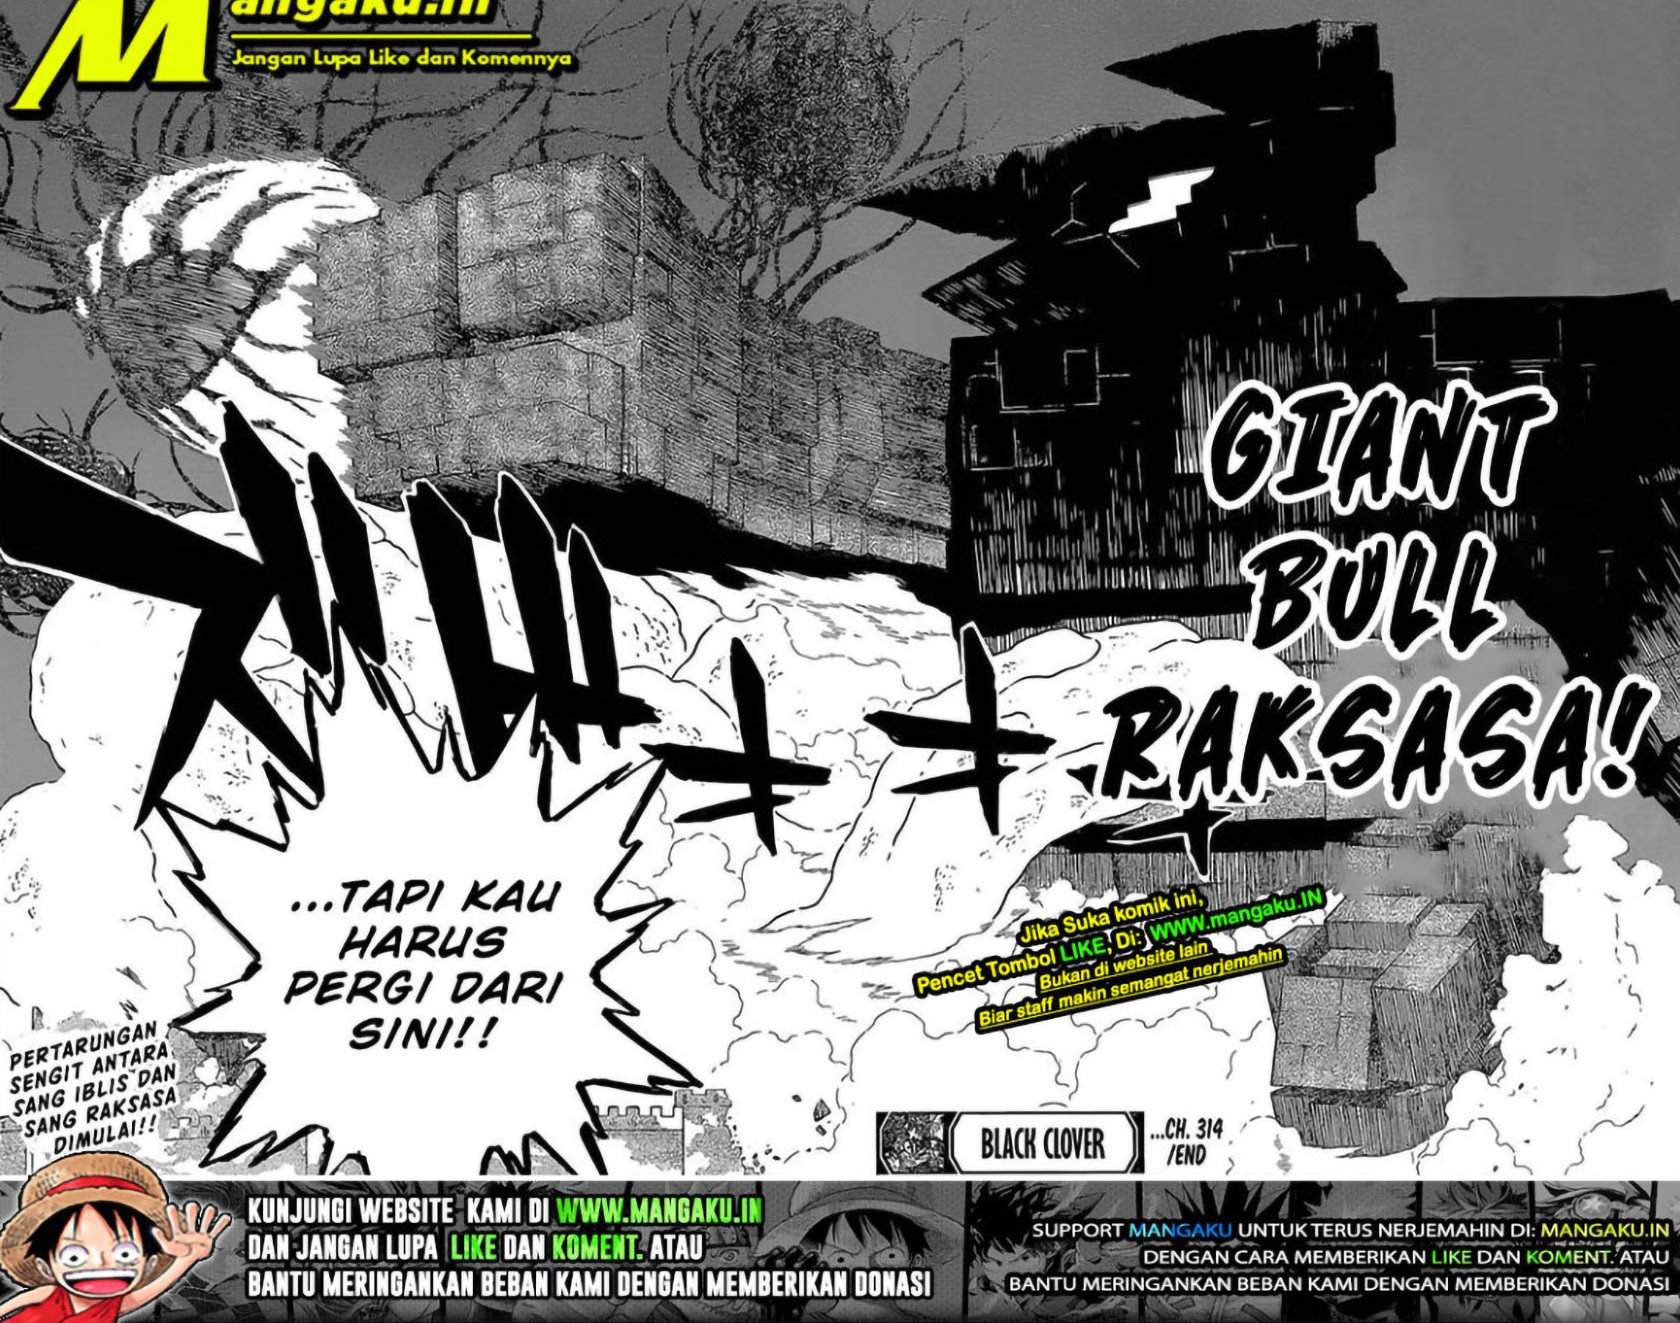 Mangaku.in
Jangan Lupa Like dan Komennya
GIANT
BULL
RAKSASA!
...TAPI KAU
HARUS
PERGI DARI
SINI!!
Jika Suka komik ini,
Pencet Tombol LIKE, Di: WWW.mangaku.IN
Bukan di website lain
Biar staff makin semangat nerjemahin
PERTARUNGAN
SENGIT ANTARA
SANG IBLIS DAN
SANG RAKSASA
DIMULAI!!
BLACK CLOVER
...CH. 314
/END
KUNJUNGI WEBSITE KAMI DI WWW.MANGAKU.IN
DAN JANGAN LUPA LIKE DAN KOMENT. ATAU
BANTU MERINGANKAN BEBAN KAMI DENGAN MEMBERIKAN DONASI
SUPPORT MANGAKU UNTUK TERUS NERJEMAHIN DI: MANGAKU.IN
DENGAN CARA MEMBERIKAN LIKE DAN KOMENT. ATAU
BANTU MERINGANKAN BEBAN KAMI DENGAN MEMBERIKAN DONASI